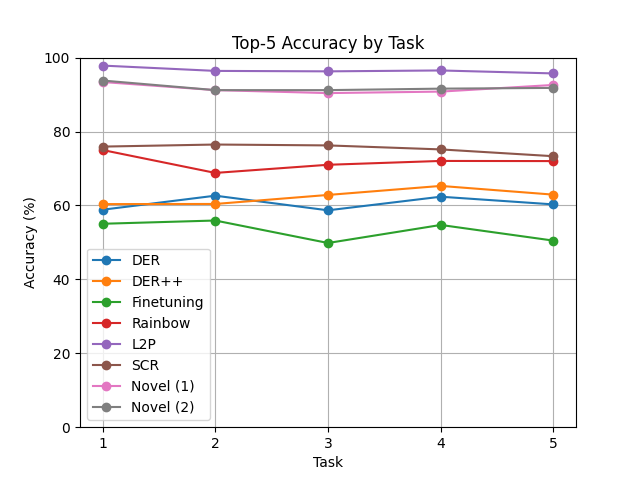 Top-5 Accuracy by Task
100
80
60
40
20
0
Accuracy (%)
DER
DER++
Finetuning
Rainbow
L2P
SCR
Novel (1)
Novel (2)
1 2 3 4 5
Task